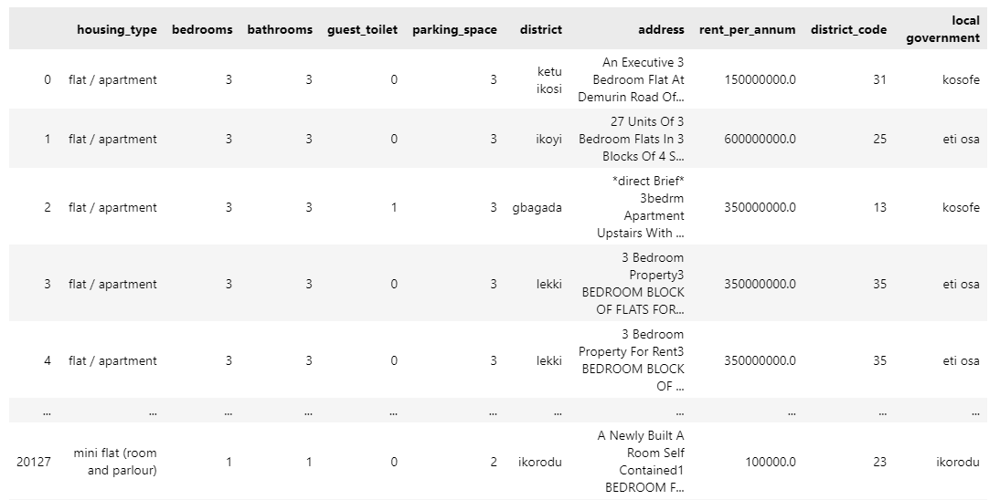 housing_type bedrooms bathrooms guest_toilet parking_space district address rent_per_annum district_code local government
0 flat / apartment 3 3 0 3 ketu ikosi An Executive 3 Bedroom Flat At Demurin Road Of... 150000000.0 31 kosofe
1 flat / apartment 3 3 0 3 ikoyi 27 Units Of 3 Bedroom Flats In 3 Blocks Of 4 S... 600000000.0 25 eti osa
2 flat / apartment 3 3 1 3 gbagada *direct Brief* 3bedrm Apartment Upstairs With ... 350000000.0 13 kosofe
3 flat / apartment 3 3 0 3 lekki 3 Bedroom Property3 BEDROOM BLOCK OF FLATS FOR... 350000000.0 35 eti osa
4 flat / apartment 3 3 0 3 lekki 3 Bedroom Property For Rent3 BEDROOM BLOCK OF ... 350000000.0 35 eti osa
... ... ... ... ... ... ... ... ... ... ...
20127 mini flat (room and parlour) 1 1 0 2 ikorodu A Newly Built A Room Self Contained1 BEDROOM F... 100000.0 23 ikorodu